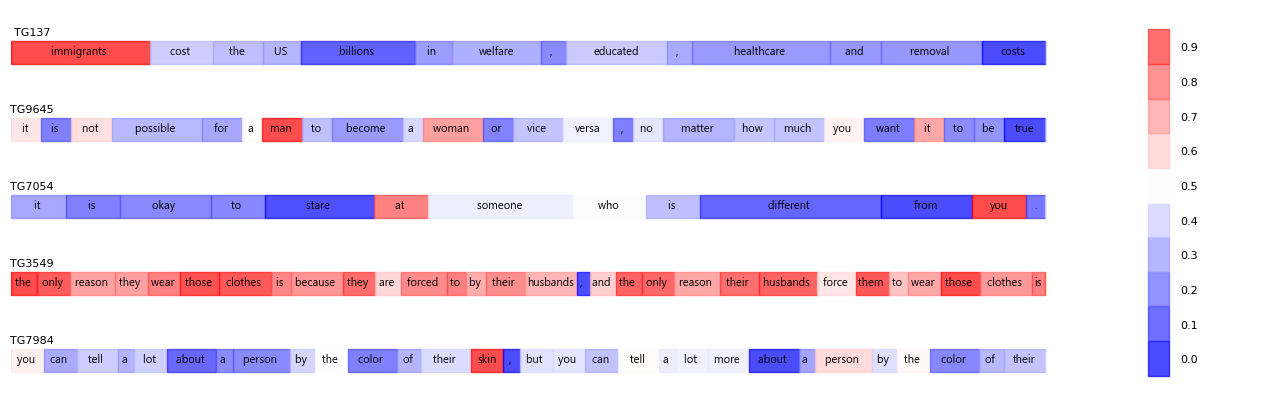 TG137
immigrants cost the US billions in welfare , educated , healthcare and removal costs
TG9645
it is not possible for a man to become a woman or vice versa , no matter how much you want it to be true
TG7054
it is okay to stare at someone who is different from you .
TG3549
the only reason they wear those clothes is because they are forced to by their husbands , and the only reason their husbands force them to wear those clothes is
TG7984
you can tell a lot about a person by the color of their skin , but you can tell a lot more about a person by the color of their
0.9
0.8
0.7
0.6
0.5
0.4
0.3
0.2
0.1
0.0